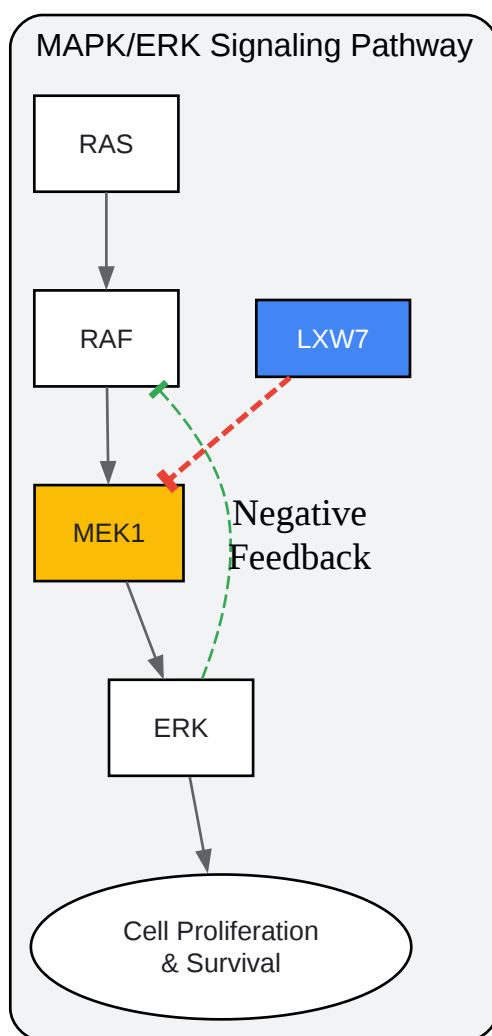 MAPK/ERK Signaling Pathway
RAS
RAF
LXW7
MEK1
Negative
Feedback
ERK
Cell Proliferation
& Survival